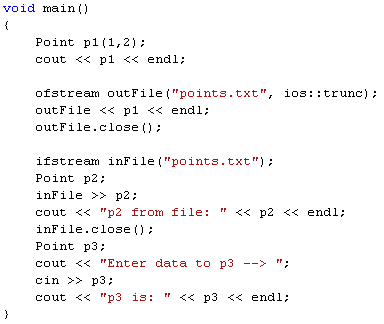 void main()
{
    Point p1(1,2);
    cout << p1 << endl;

    ofstream outFile("points.txt", ios::trunc);
    outFile << p1 << endl;
    outFile.close();

    ifstream inFile("points.txt");
    Point p2;
    inFile >> p2;
    cout << "p2 from file: " << p2 << endl;
    inFile.close();
    Point p3;
    cout << "Enter data to p3 --> ";
    cin >> p3;
    cout << "p3 is: " << p3 << endl;
}